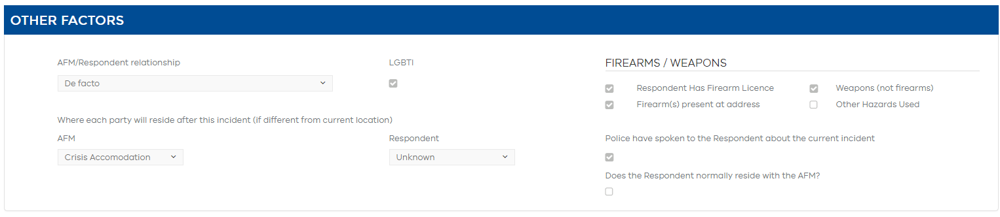 OTHER FACTORS
AFM/Respondent relationship
De facto
LGBTI
Where each party will reside after this incident (if different from current location)
AFM
Crisis Accomodation
Respondent
Unknown
FIREARMS / WEAPONS
Respondent Has Firearm Licence
Weapons (not firearms)
Firearm(s) present at address
Other Hazards Used
Police have spoken to the Respondent about the current incident
Does the Respondent normally reside with the AFM?